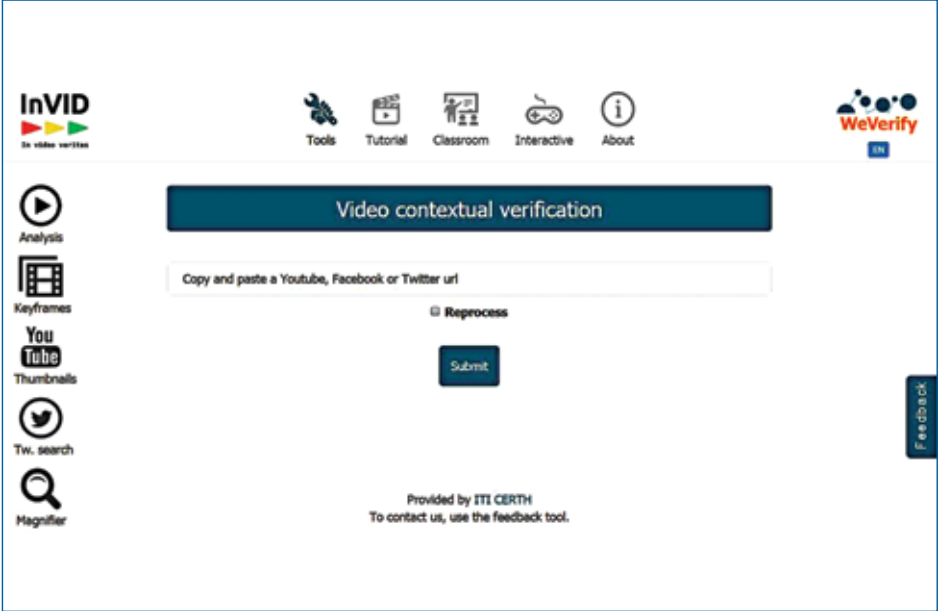 InVID
In video veritas
Tools
Tutorial
Classroom
Interactive
About
WeVerify
EN
Analysis
Keyframes
You
Tube
Thumbnails
Tw. search
Magnifier
Video contextual verification
Copy and paste a Youtube, Facebook or Twitter url
Reprocess
Submit
Feedback
Provided by ITI CERTH
To contact us, use the feedback tool.